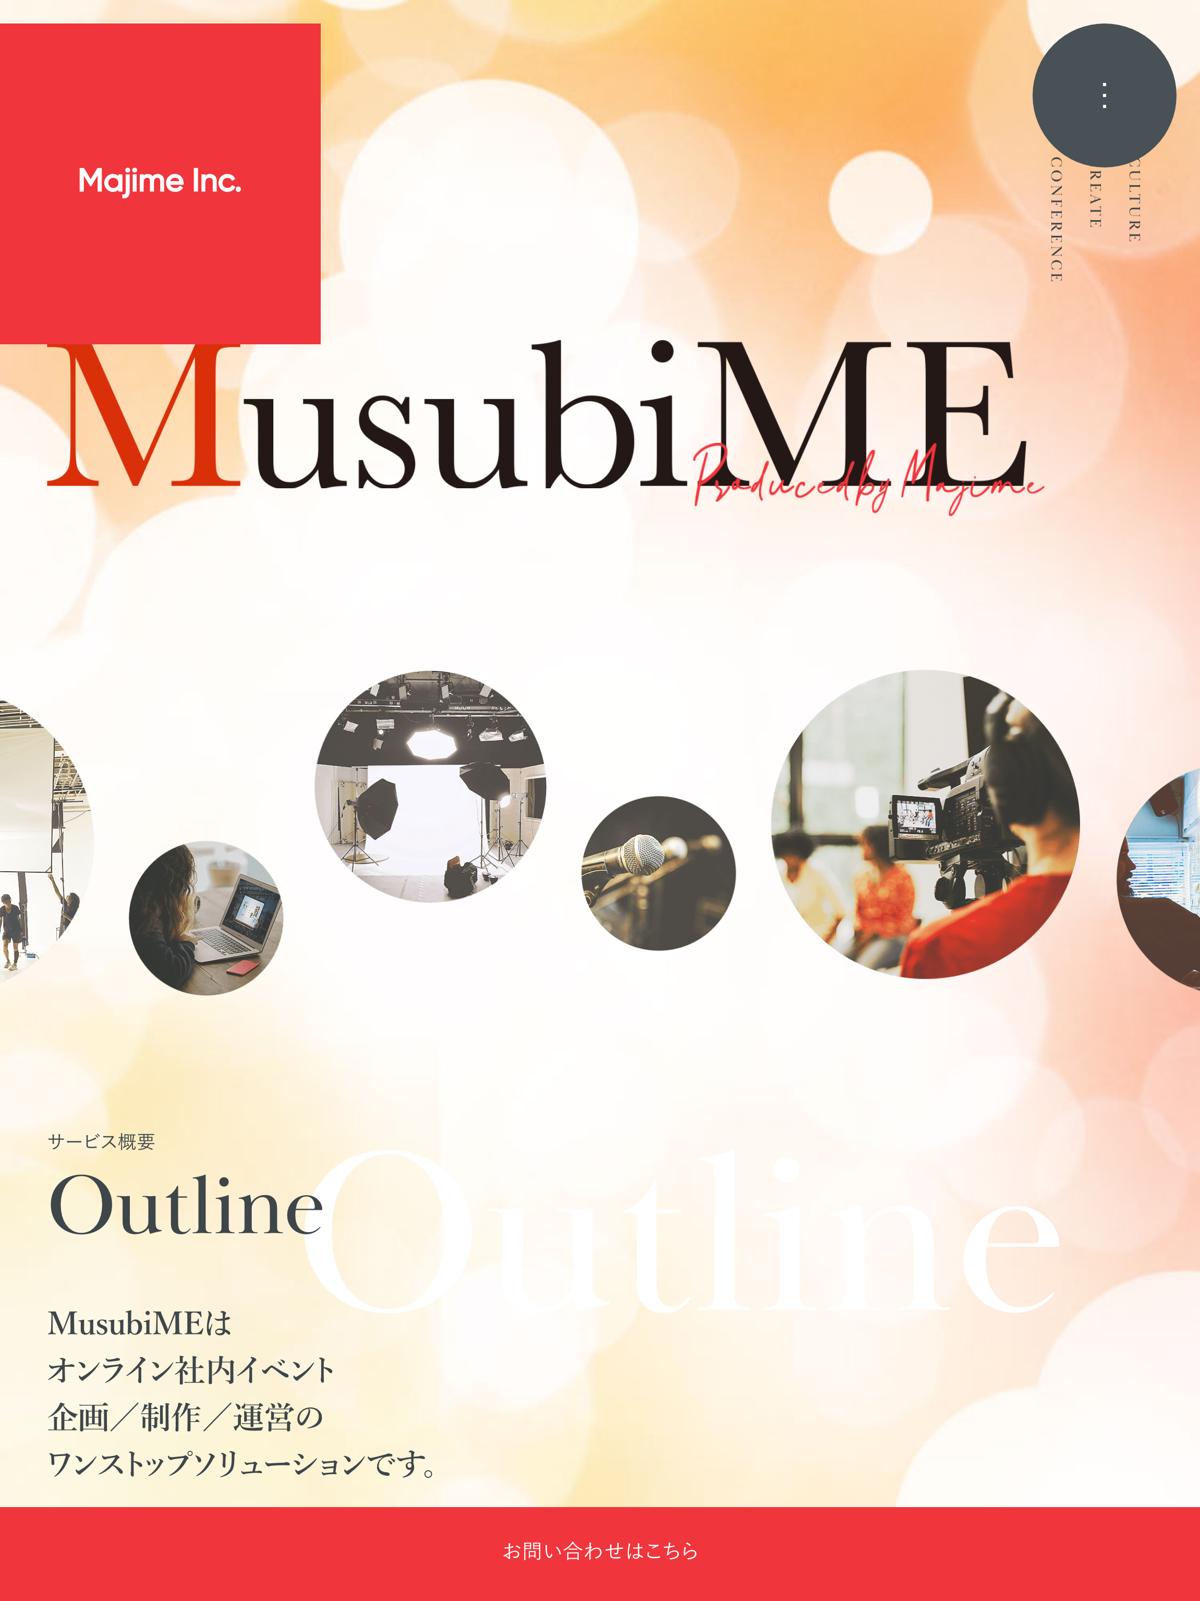 Majime Inc.
CULTURE
CONFERENCE
MusubiME
Produced by Majime
サービス概要
Outline
Outline
MusubiMEは
オンライン社内イベント
企画／制作／運営の
ワンストップソリューションです。
お問い合わせはこちら